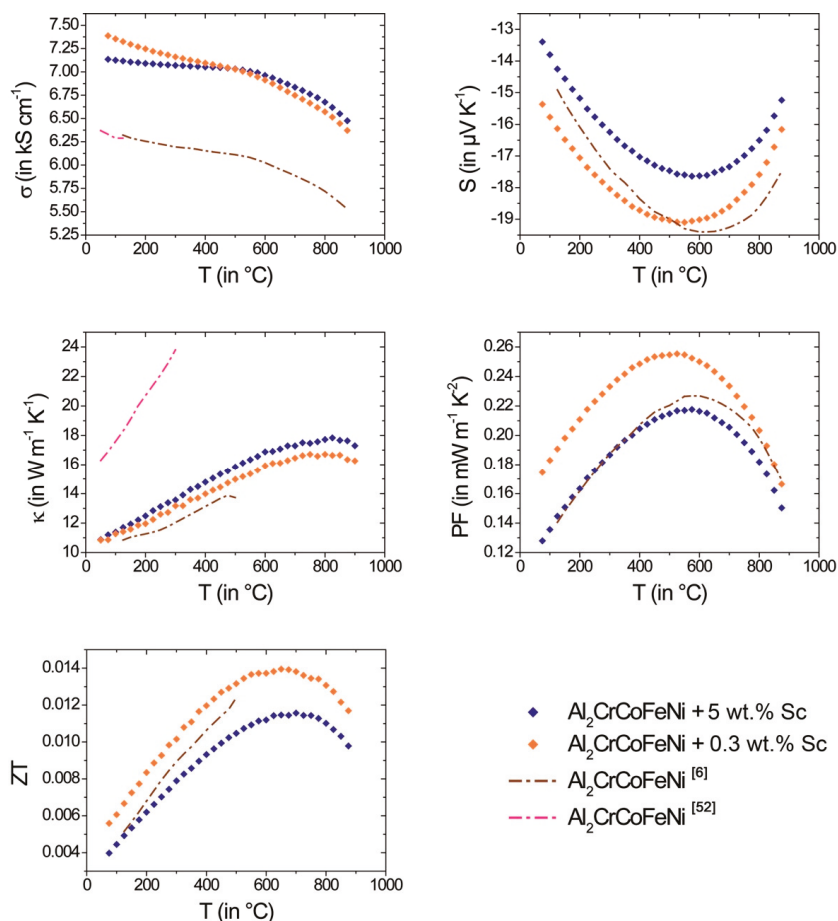 7.50
7.25
7.00
6.75
6.50
6.25
6.00
5.75
5.50
5.25
σ (in kS cm⁻¹)
0 200 400 600 800 1000
T (in °C)
-13
-14
-15
-16
-17
-18
-19
S (in µV K⁻¹)
0 200 400 600 800 1000
T (in °C)
24
22
20
18
16
14
12
10
κ (in W m⁻¹ K⁻¹)
0 200 400 600 800 1000
T (in °C)
0.26
0.24
0.22
0.20
0.18
0.16
0.14
0.12
PF (in mW m⁻¹ K⁻²)
0 200 400 600 800 1000
T (in °C)
0.014
0.012
0.010
0.008
0.006
0.004
ZT
0 200 400 600 800 1000
T (in °C)
Al₂CrCoFeNi + 5 wt.% Sc
Al₂CrCoFeNi + 0.3 wt.% Sc
Al₂CrCoFeNi [6]
Al₂CrCoFeNi [52]